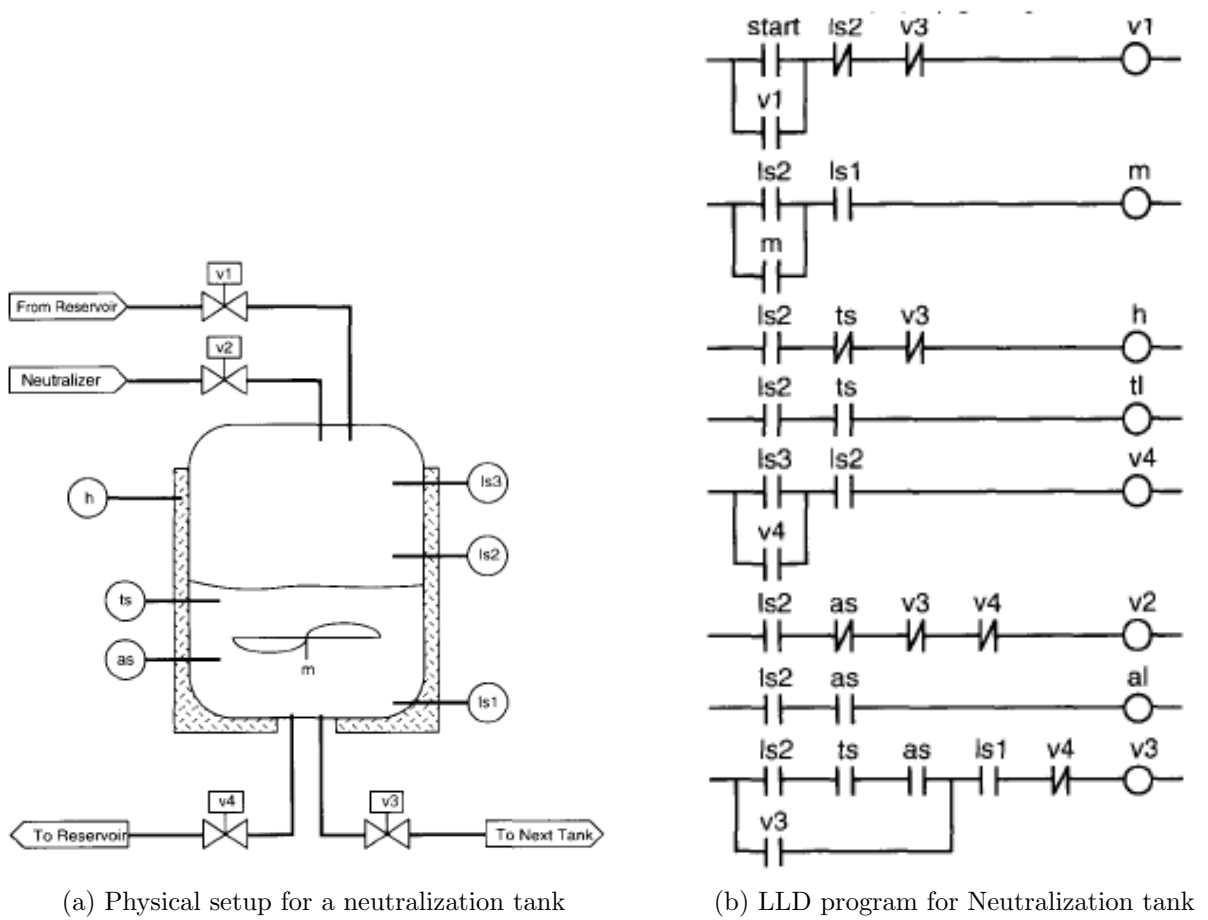 v1
From Reservoir
v2
Neutralizer
h
ls3
ls2
ts
as
m
ls1
v4
v3
To Reservoir
To Next Tank
(a) Physical setup for a neutralization tank
start ls2 v3 v1
v1
ls2 ls1 m
m
ls2 ts v3 h
ls2 ts tl
ls3 ls2 v4
v4
ls2 as v3 v4 v2
ls2 as al
ls2 ts as ls1 v4 v3
v3
(b) LLD program for Neutralization tank